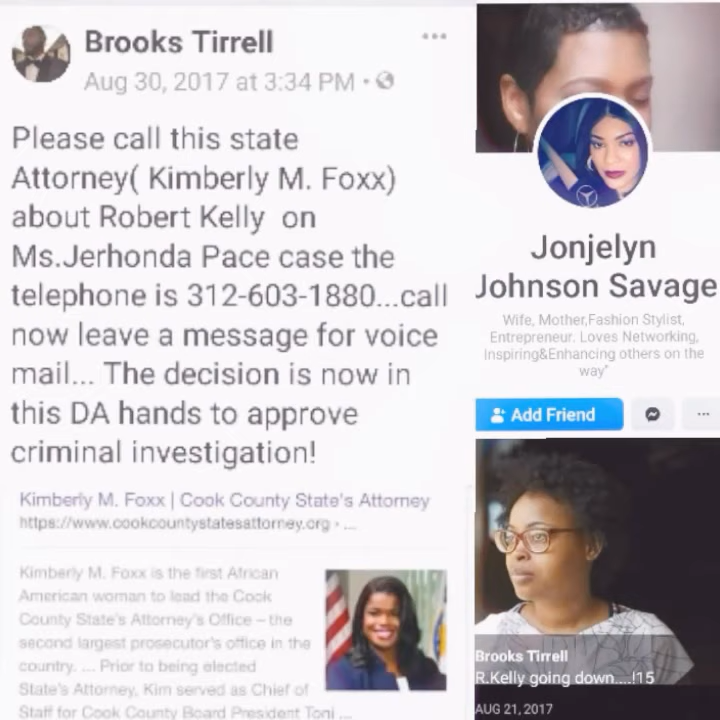 Brooks Tirrell
Aug 30, 2017 at 3:34 PM •
Please call this state
Attorney( Kimberly M. Foxx)
about Robert Kelly on
Ms.Jerhonda Pace case the
telephone is 312-603-1880...call
now leave a message for voice
mail... The decision is now in
this DA hands to approve
criminal investigation!
Kimberly M. Foxx | Cook County State's Attorney
https://www.cookcountystatesattorney.org › ...
Kimberly M. Foxx is the first African
American woman to lead the Cook
County State's Attorney's Office – the
second largest prosecutor's office in the
country. ... Prior to being elected
State's Attorney, Kim served as Chief of
Staff for Cook County Board President Toni ...
Jonjelyn
Johnson Savage
Wife, Mother,Fashion Stylist,
Entrepreneur. Loves Networking,
Inspiring&Enhancing others on the
way"
Add Friend
Brooks Tirrell
R.Kelly going down....!15
AUG 21, 2017